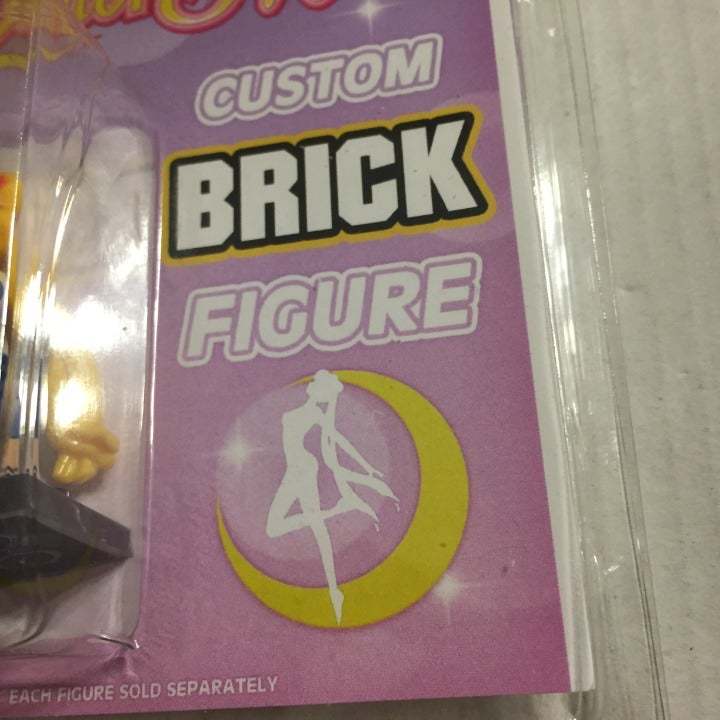 CUSTOM
BRICK
FIGURE
EACH FIGURE SOLD SEPARATELY